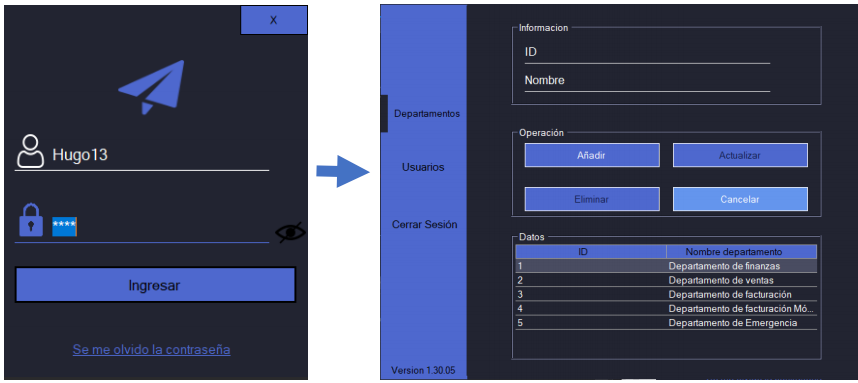 X
Hugo13
****
Ingresar
Se me olvido la contraseña
Departamentos
Usuarios
Cerrar Sesión
Version 1.30.05
Informacion
ID
Nombre
Operación
Añadir
Actualizar
Eliminar
Cancelar
Datos
ID Nombre departamento
1 Departamento de finanzas
2 Departamento de ventas
3 Departamento de facturación
4 Departamento de facturación Mó...
5 Departamento de Emergencia